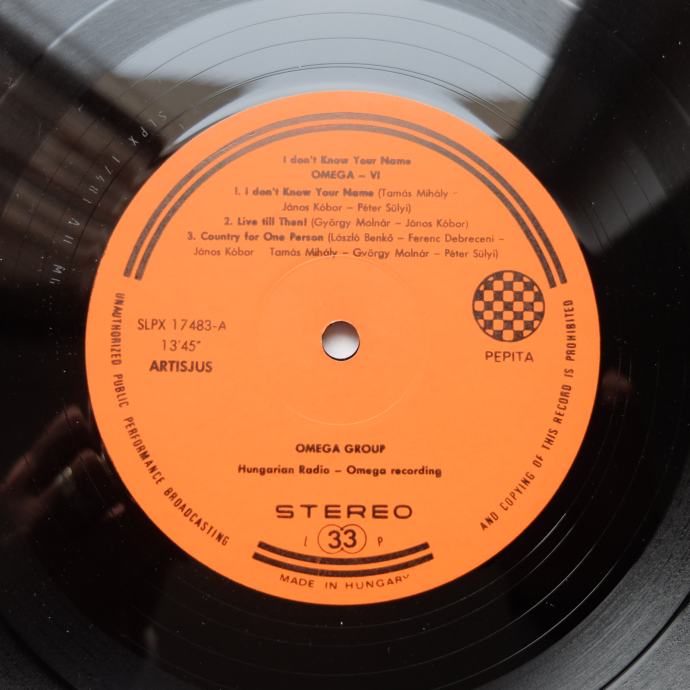 I don't Know Your Name
OMEGA – VI
1. I don't Know Your Name (Tamás Mihály –
János Kóbor – Péter Sülyi)
2. Live till Then! (György Molnár – János Kóbor)
3. Country for One Person (László Benkő – Ferenc Debreceni –
János Kóbor Tamás Mihály – György Molnár – Péter Sülyi)
SLPX 17483-A
13'45"
ARTISJUS
PEPITA
OMEGA GROUP
Hungarian Radio – Omega recording
STEREO
L 33 P
MADE IN HUNGARY
UNAUTHORIZED PUBLIC PERFORMANCE BROADCASTING
AND COPYING OF THIS RECORD IS PROHIBITED
SLPX 17483 A